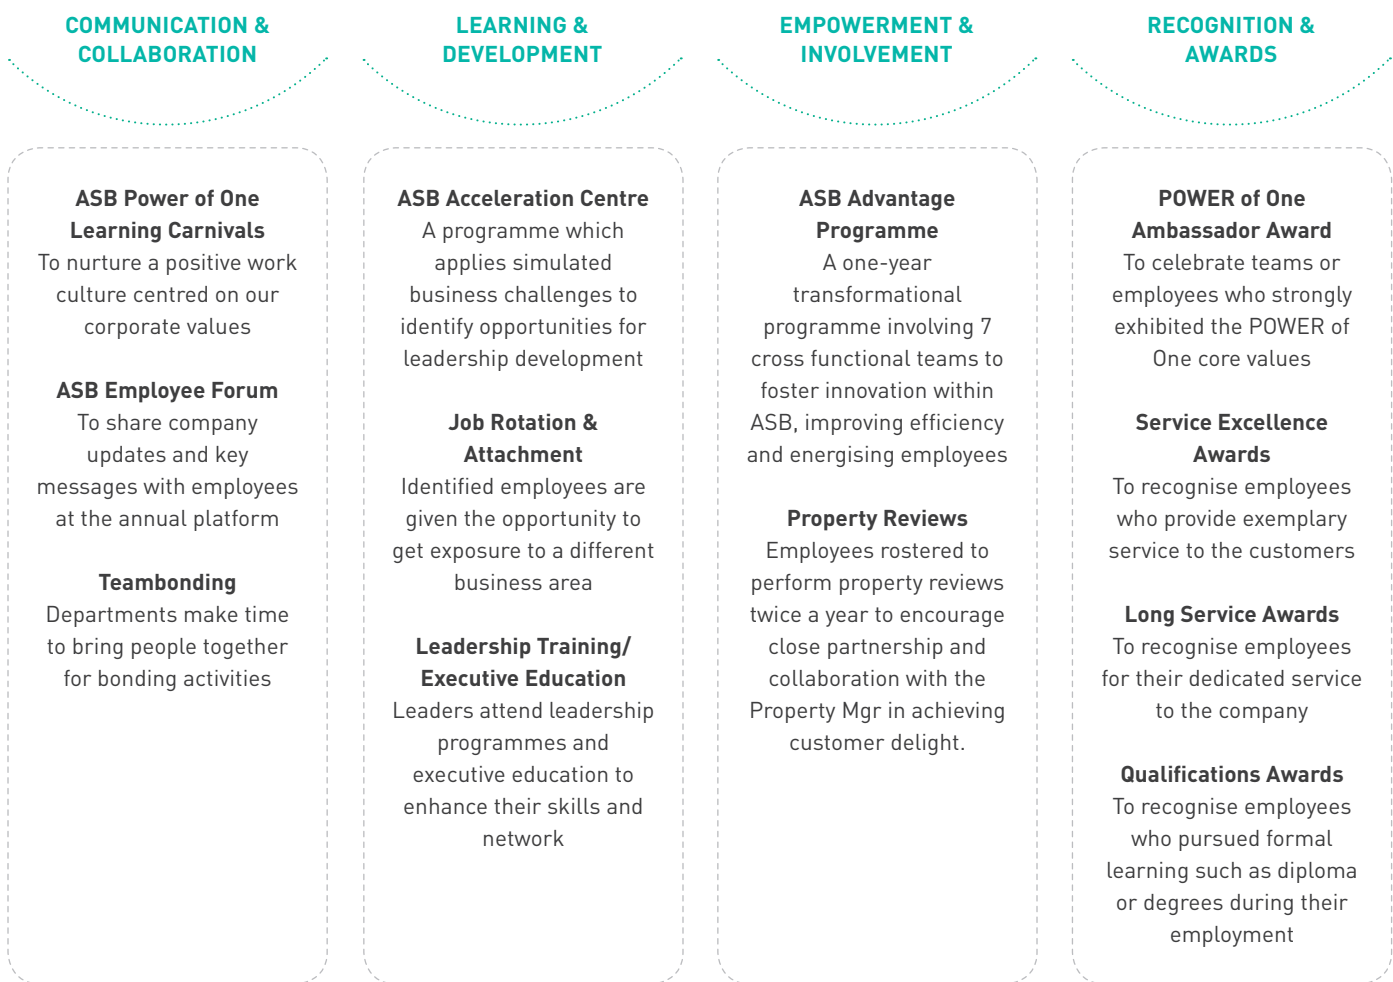 COMMUNICATION &
COLLABORATION
ASB Power of One
Learning Carnivals
To nurture a positive work
culture centred on our
corporate values
ASB Employee Forum
To share company
updates and key
messages with employees
at the annual platform
Teambonding
Departments make time
to bring people together
for bonding activities
LEARNING &
DEVELOPMENT
ASB Acceleration Centre
A programme which
applies simulated
business challenges to
identify opportunities for
leadership development
Job Rotation &
Attachment
Identified employees are
given the opportunity to
get exposure to a different
business area
Leadership Training/
Executive Education
Leaders attend leadership
programmes and
executive education to
enhance their skills and
network
EMPOWERMENT &
INVOLVEMENT
ASB Advantage
Programme
A one-year
transformational
programme involving 7
cross functional teams to
foster innovation within
ASB, improving efficiency
and energising employees
Property Reviews
Employees rostered to
perform property reviews
twice a year to encourage
close partnership and
collaboration with the
Property Mgr in achieving
customer delight.
RECOGNITION &
AWARDS
POWER of One
Ambassador Award
To celebrate teams or
employees who strongly
exhibited the POWER of
One core values
Service Excellence
Awards
To recognise employees
who provide exemplary
service to the customers
Long Service Awards
To recognise employees
for their dedicated service
to the company
Qualifications Awards
To recognise employees
who pursued formal
learning such as diploma
or degrees during their
employment